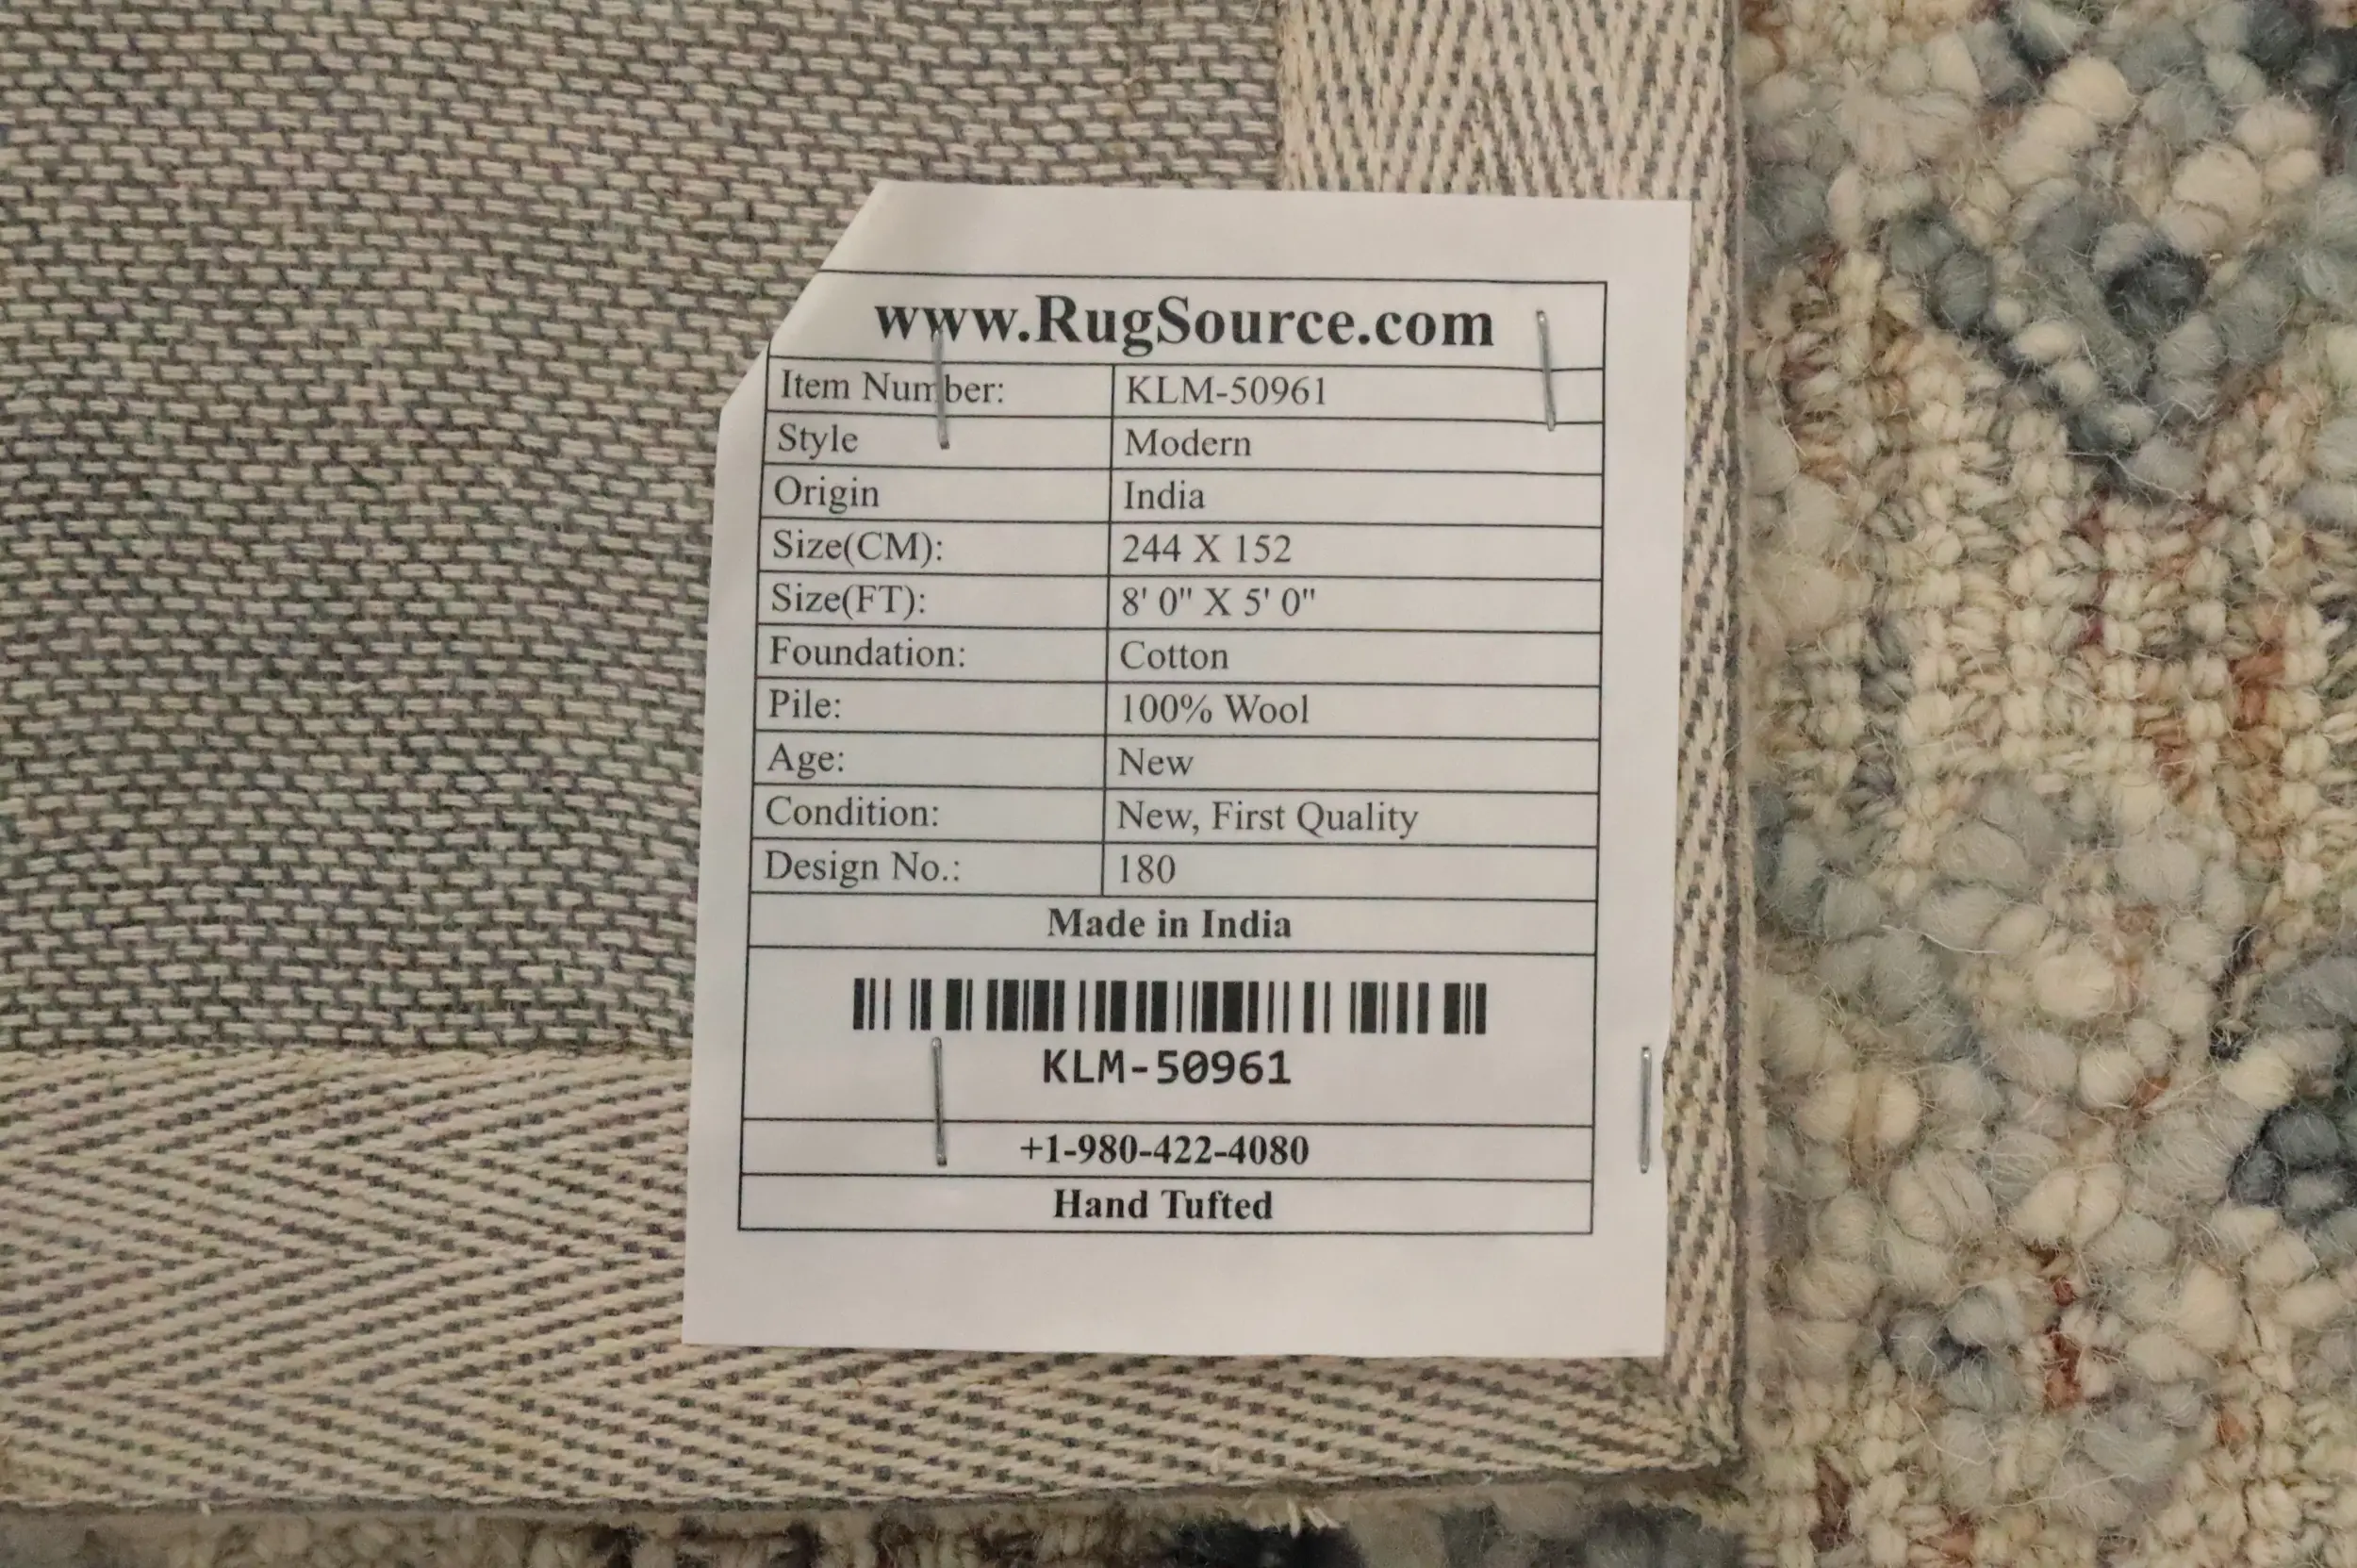 www.RugSource.com
Item Number: KLM-50961
Style Modern
Origin India
Size(CM): 244 X 152
Size(FT): 8' 0" X 5' 0"
Foundation: Cotton
Pile: 100% Wool
Age: New
Condition: New, First Quality
Design No.: 180
Made in India
KLM-50961
+1-980-422-4080
Hand Tufted